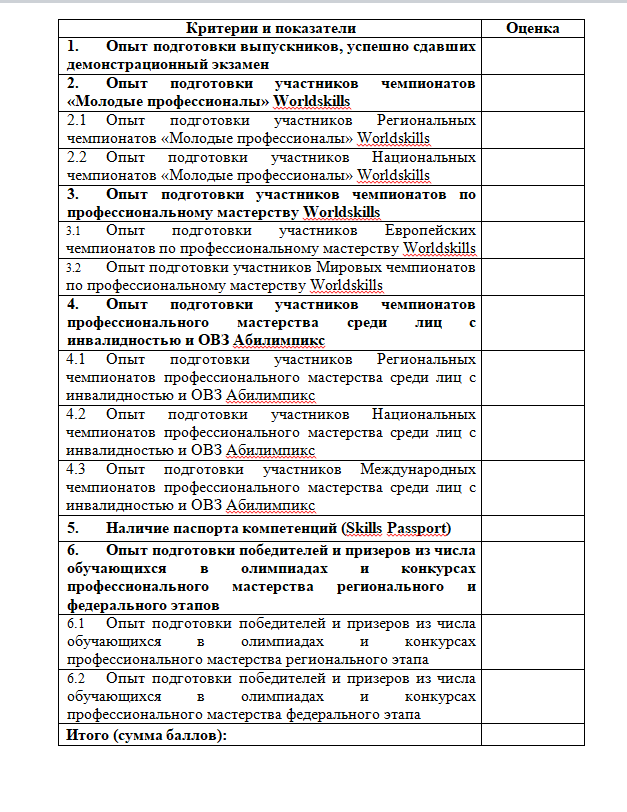 Критерии и показатели Оценка
1. Опыт подготовки выпускников, успешно сдавших
демонстрационный экзамен
2. Опыт подготовки участников чемпионатов
«Молодые профессионалы» Worldskills
2.1 Опыт подготовки участников Региональных
чемпионатов «Молодые профессионалы» Worldskills
2.2 Опыт подготовки участников Национальных
чемпионатов «Молодые профессионалы» Worldskills
3. Опыт подготовки участников чемпионатов по
профессиональному мастерству Worldskills
3.1 Опыт подготовки участников Европейских
чемпионатов по профессиональному мастерству Worldskills
3.2 Опыт подготовки участников Мировых чемпионатов
по профессиональному мастерству Worldskills
4. Опыт подготовки участников чемпионатов
профессионального мастерства среди лиц с
инвалидностью и ОВЗ Абилимпикс
4.1 Опыт подготовки участников Региональных
чемпионатов профессионального мастерства среди лиц с
инвалидностью и ОВЗ Абилимпикс
4.2 Опыт подготовки участников Национальных
чемпионатов профессионального мастерства среди лиц с
инвалидностью и ОВЗ Абилимпикс
4.3 Опыт подготовки участников Международных
чемпионатов профессионального мастерства среди лиц с
инвалидностью и ОВЗ Абилимпикс
5. Наличие паспорта компетенций (Skills Passport)
6. Опыт подготовки победителей и призеров из числа
обучающихся в олимпиадах и конкурсах
профессионального мастерства регионального и
федерального этапов
6.1 Опыт подготовки победителей и призеров из числа
обучающихся в олимпиадах и конкурсах
профессионального мастерства регионального этапа
6.2 Опыт подготовки победителей и призеров из числа
обучающихся в олимпиадах и конкурсах
профессионального мастерства федерального этапа
Итого (сумма баллов):